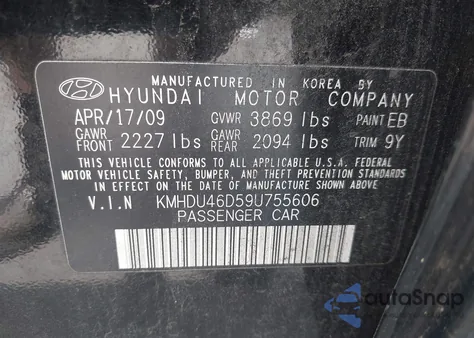 MANUFACTURED IN KOREA BY
HYUNDAI MOTOR COMPANY
APR/17/09 GVWR 3869 lbs PAINT EB
GAWR FRONT 2227 lbs GAWR REAR 2094 lbs TRIM 9Y
THIS VEHICLE CONFORMS TO ALL APPLICABLE U.S.A. FEDERAL
MOTOR VEHICLE SAFETY, BUMPER, AND THEFT PREVENTION STANDARDS
IN EFFECT ON THE DATE OF MANUFACTURE SHOWN ABOVE.
V.I.N KMHDU46D59U755606
PASSENGER CAR
autoSnap